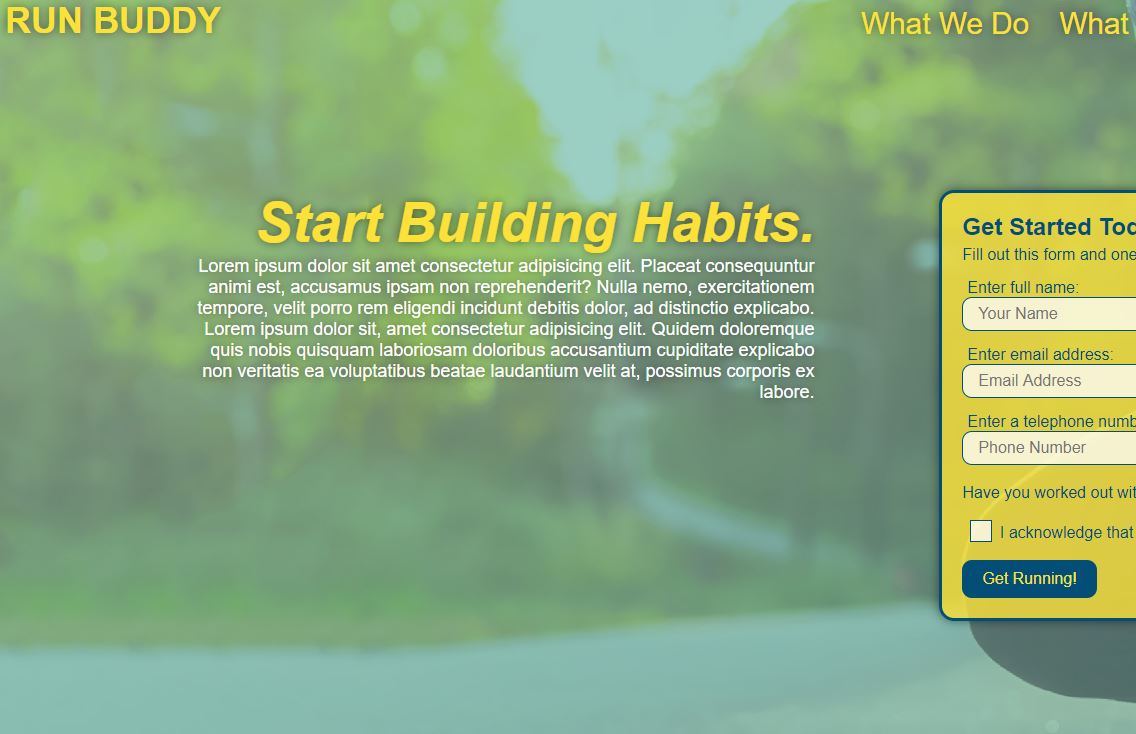 RUN BUDDY
What We Do
What
Start Building Habits.
Lorem ipsum dolor sit amet consectetur adipisicing elit. Placeat consequuntur
animi est, accusamus ipsam non reprehenderit? Nulla nemo, exercitationem
tempore, velit porro rem eligendi incidunt debitis dolor, ad distinctio explicabo.
Lorem ipsum dolor sit, amet consectetur adipisicing elit. Quidem doloremque
quis nobis quisquam laboriosam doloribus accusantium cupiditate explicabo
non veritatis ea voluptatibus beatae laudantium velit at, possimus corporis ex
labore.
Get Started Tod
Fill out this form and one
Enter full name:
Your Name
Enter email address:
Email Address
Enter a telephone numb
Phone Number
Have you worked out wit
I acknowledge that
Get Running!